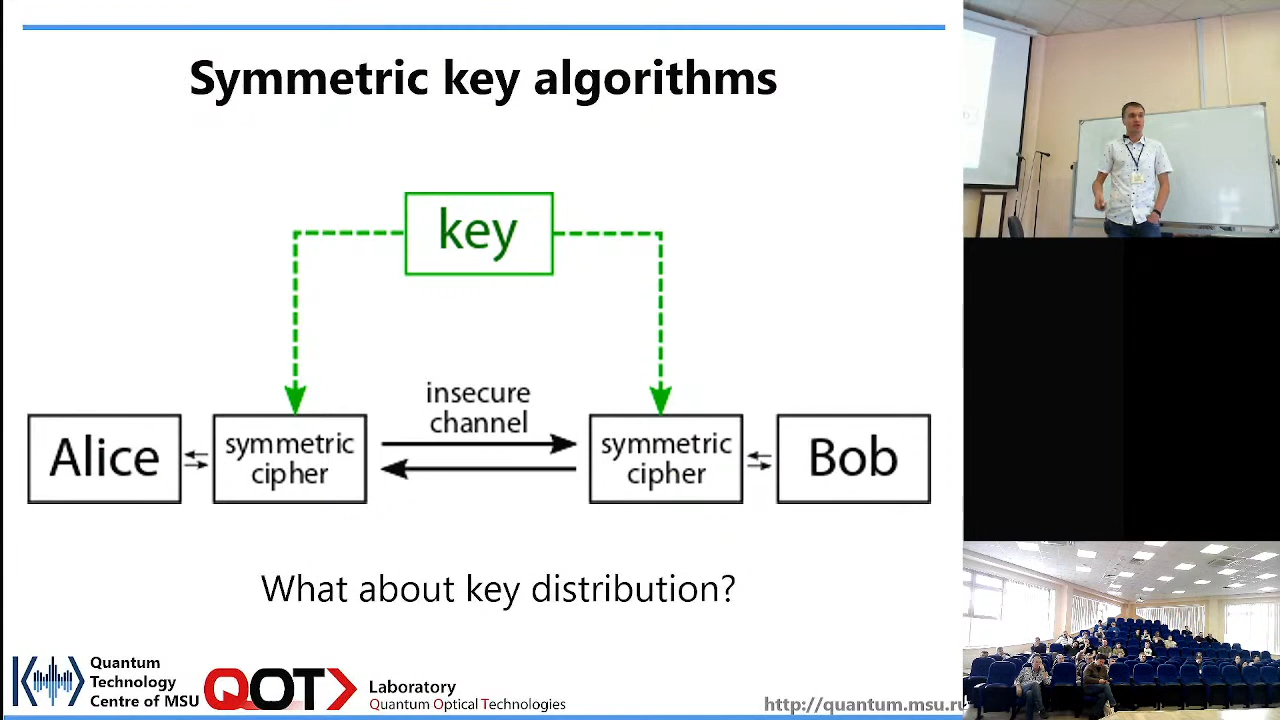 Symmetric key algorithms
key
insecure
channel
Alice
symmetric
cipher
symmetric
cipher
Bob
What about key distribution?
Quantum
Technology
Centre of MSU
QOT
Laboratory
Quantum Optical Technologies
http://quantum.msu.ru